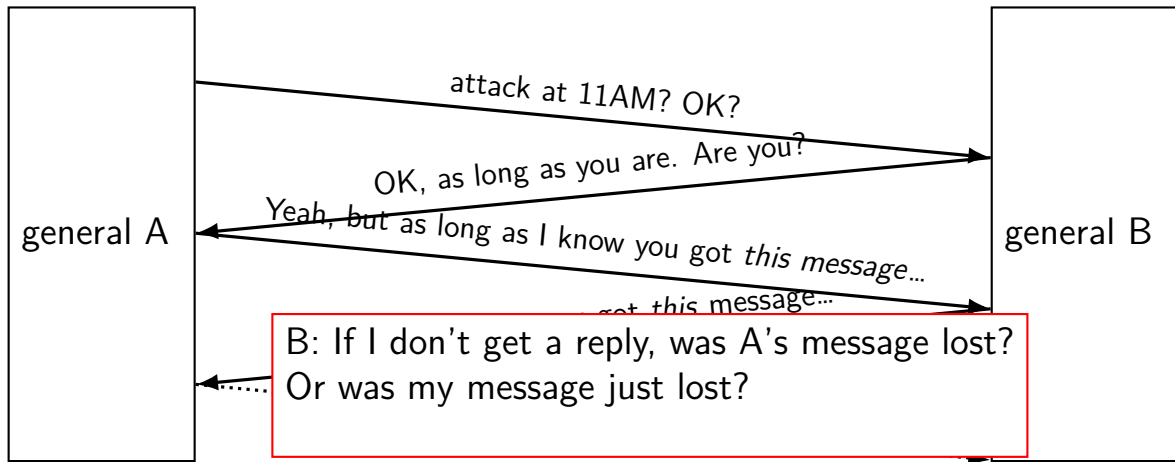 attack at 11AM? OK?
OK, as long as you are. Are you?
Yeah, but as long as I know you got this message...
general A
general B
got this message...
B: If I don't get a reply, was A's message lost?
Or was my message just lost?